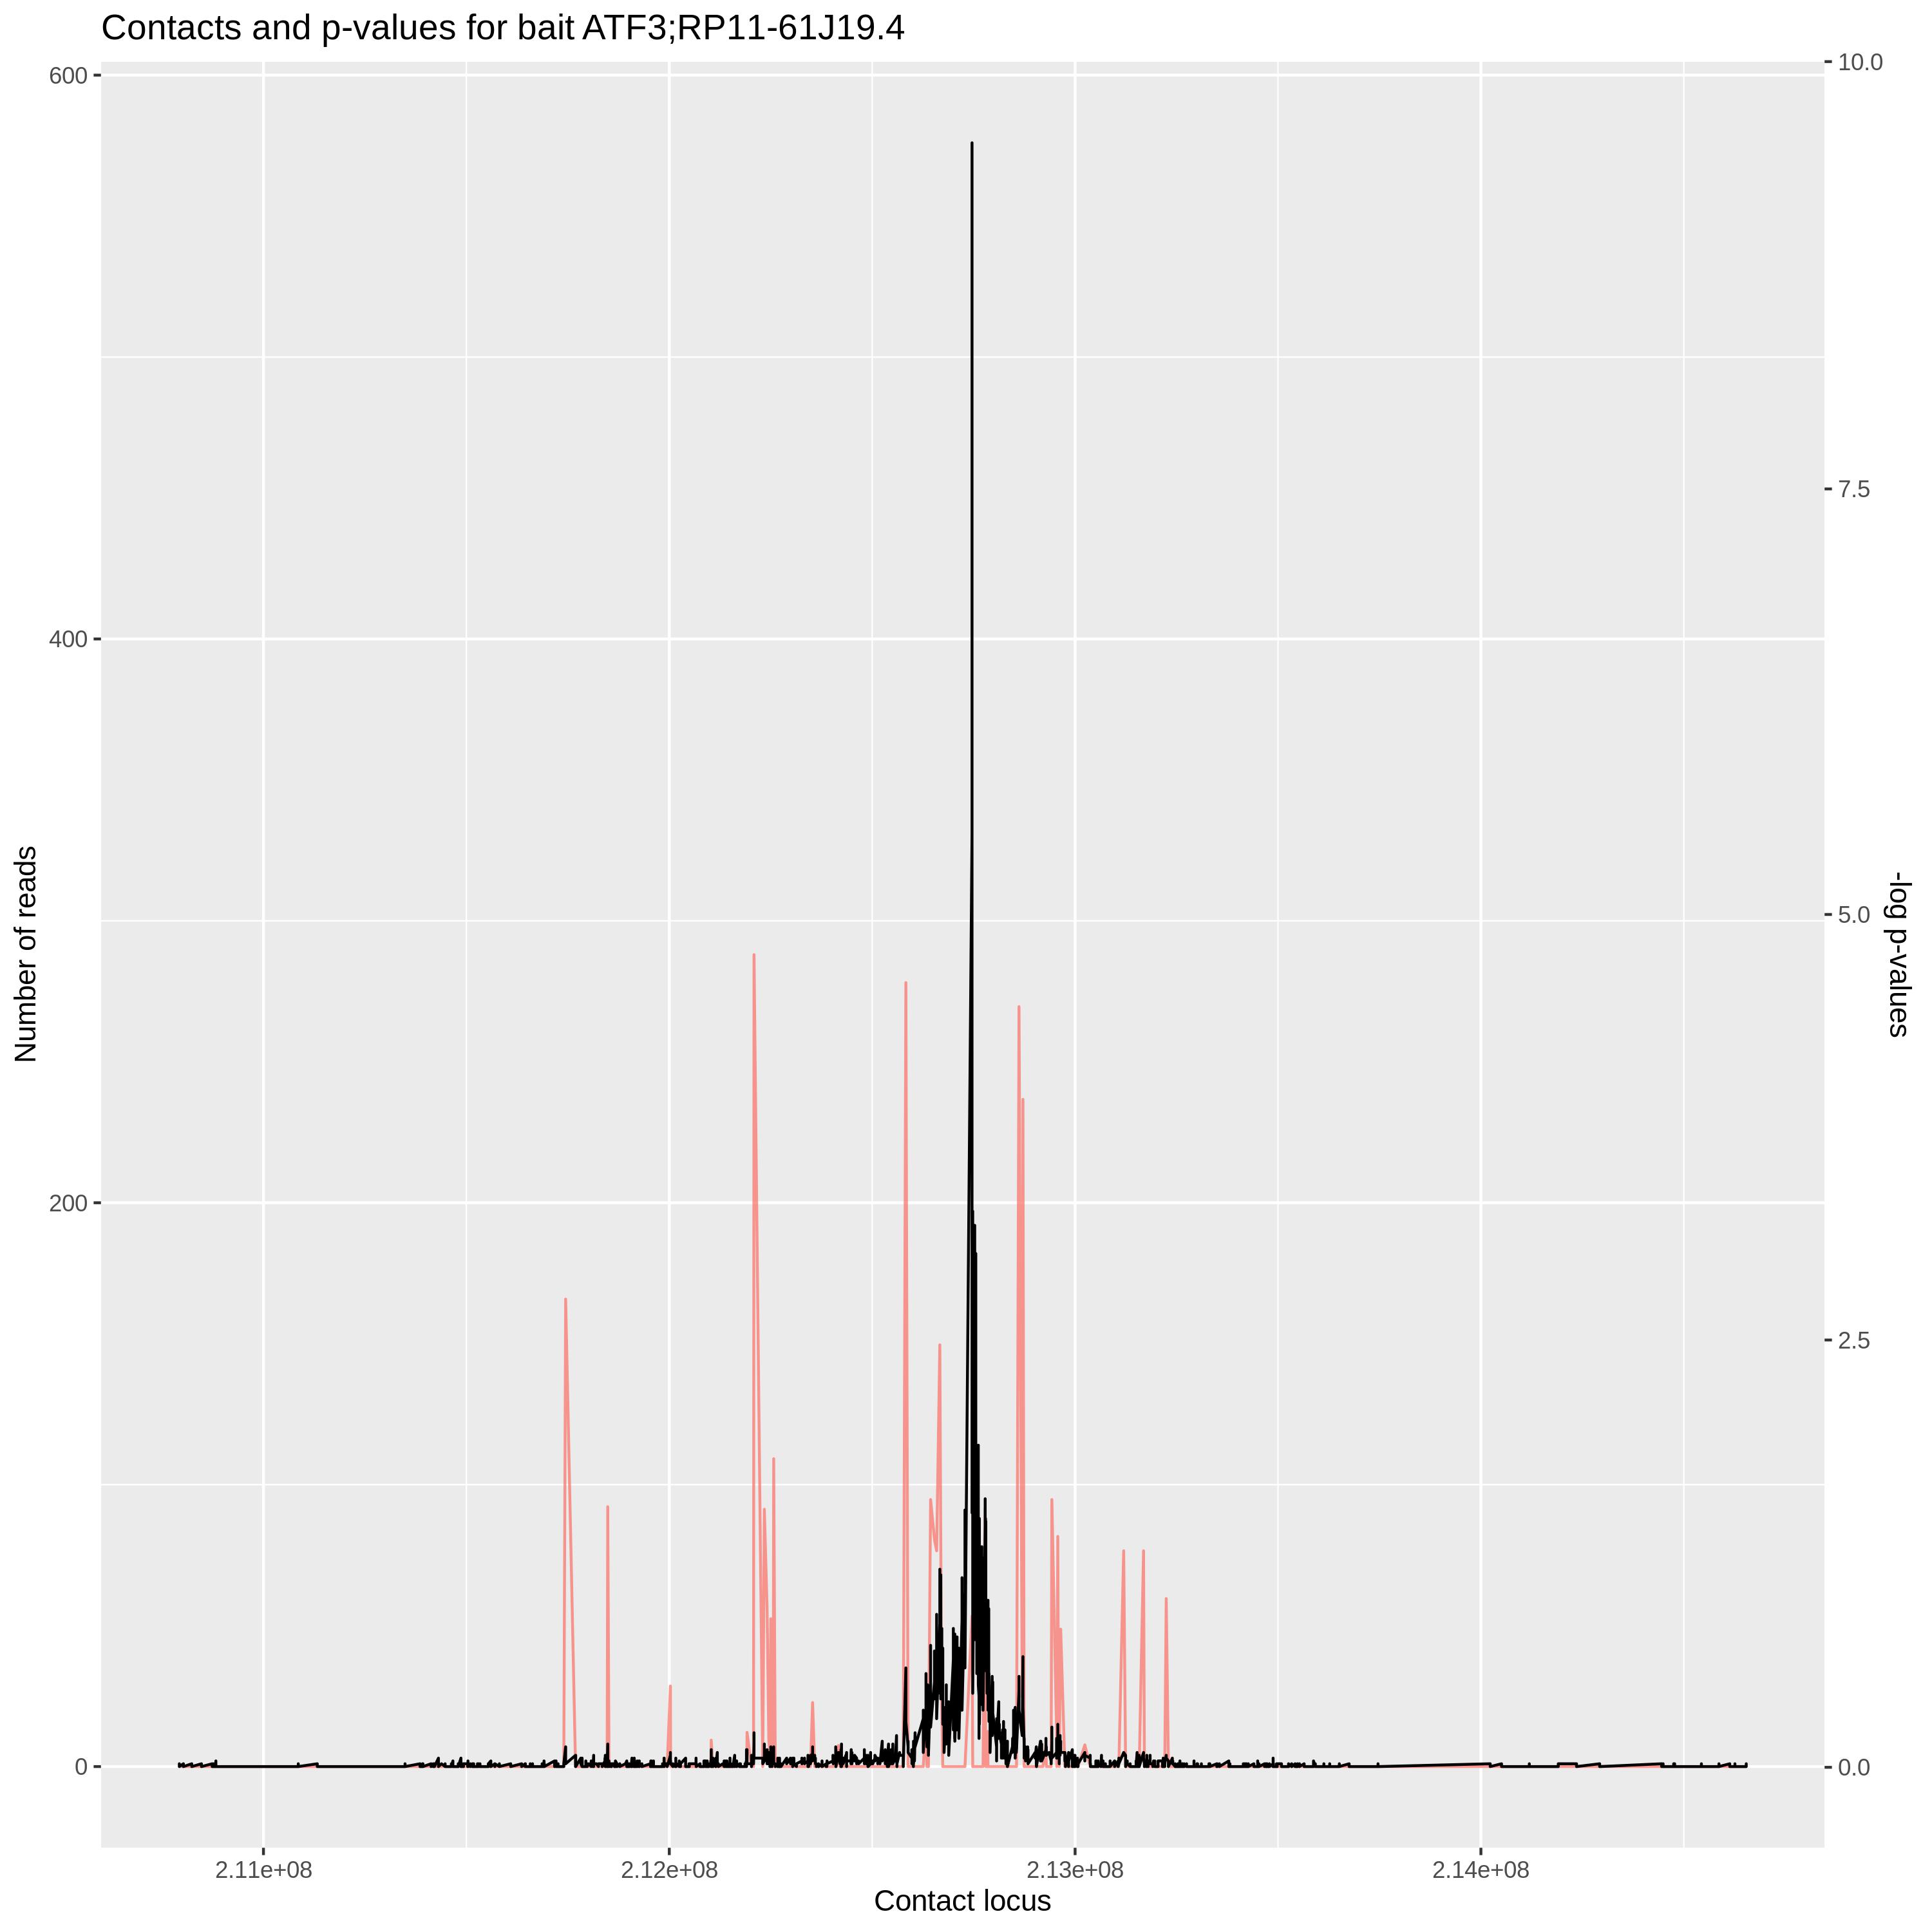 Contacts and p-values for bait ATF3;RP11-61J19.4
600
400
200
0
Number of reads
10.0
7.5
5.0
2.5
0.0
-log p-values
2.11e+08 2.12e+08 2.13e+08 2.14e+08
Contact locus